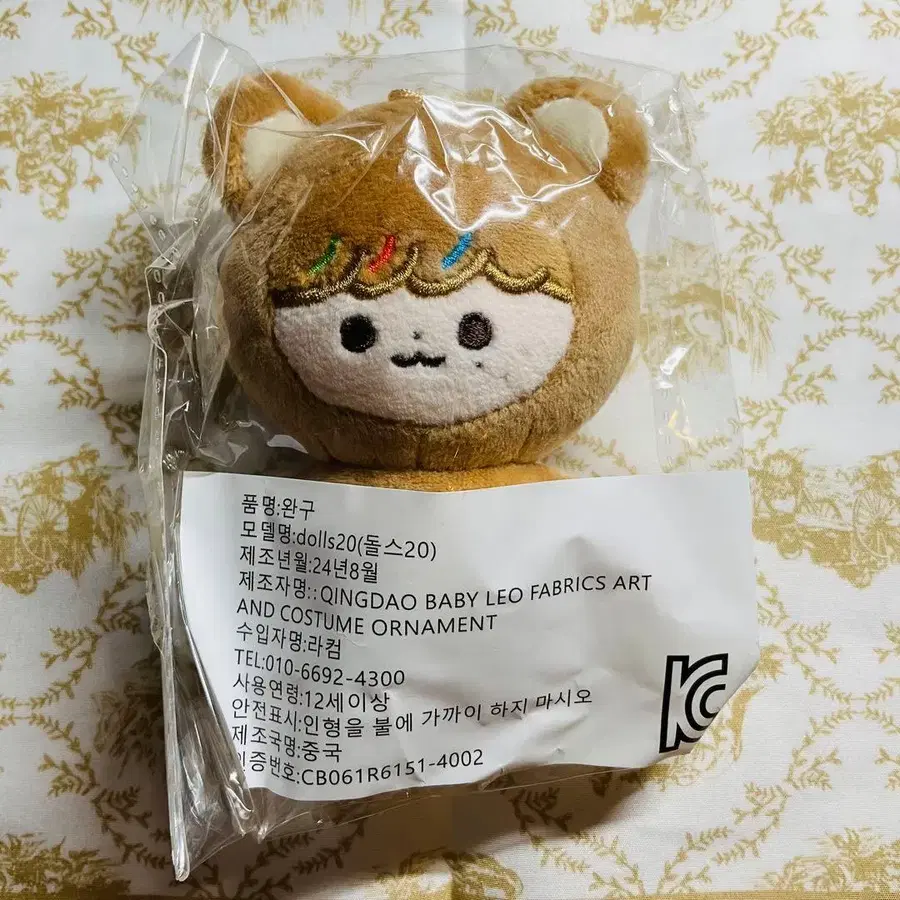 품명:완구
모델명:dolls20(돌스20)
제조년월:24년8월
제조자명::QINGDAO BABY LEO FABRICS ART
AND COSTUME ORNAMENT
수입자명:라컴
TEL:010-6692-4300
사용연령:12세이상
안전표시:인형을 불에 가까이 하지 마시오
제조국명:중국
인증번호:CB061R6151-4002
KC